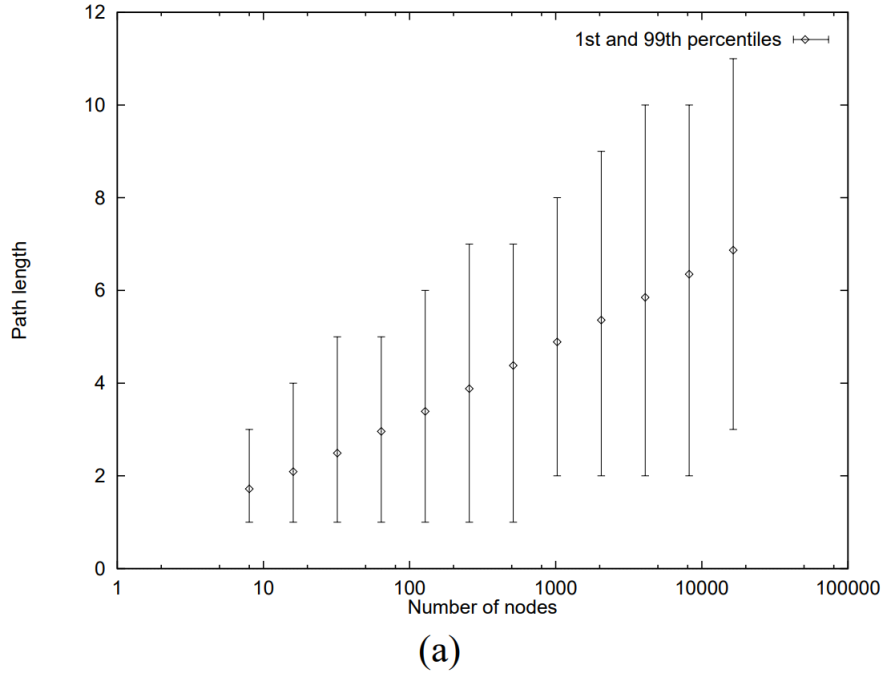 12
1st and 99th percentiles
10
8
Path length
6
4
2
0
1 10 100 1000 10000 100000
Number of nodes
(a)